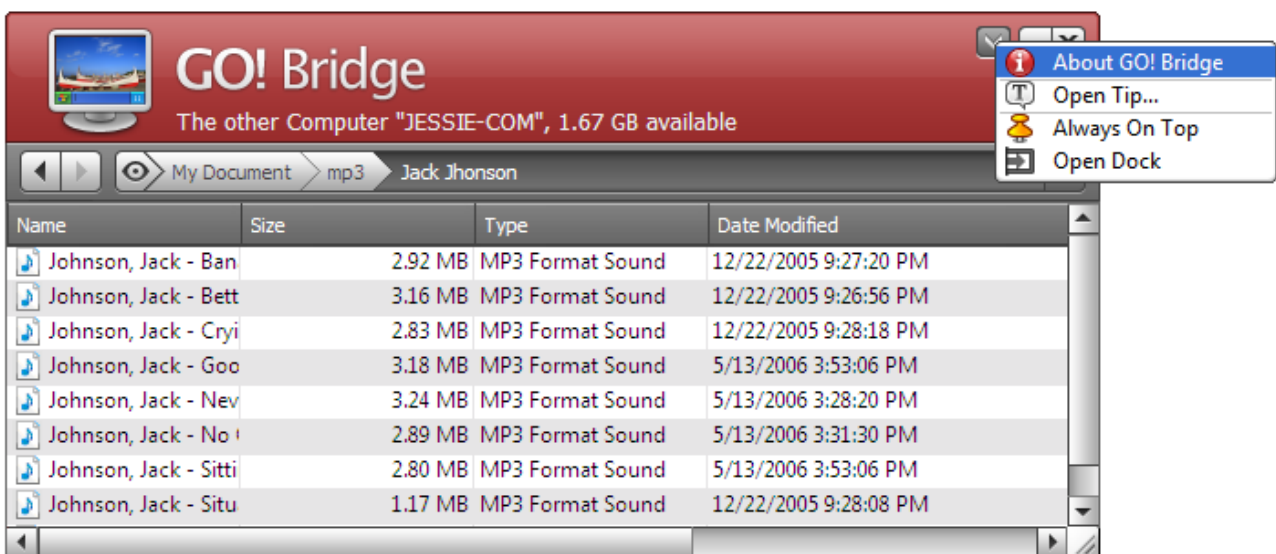 GO! Bridge
The other Computer "JESSIE-COM", 1.67 GB available
About GO! Bridge
Open Tip...
Always On Top
Open Dock
My Document mp3 Jack Jhonson
Name Size Type Date Modified
Johnson, Jack - Ban 2.92 MB MP3 Format Sound 12/22/2005 9:27:20 PM
Johnson, Jack - Bett 3.16 MB MP3 Format Sound 12/22/2005 9:26:56 PM
Johnson, Jack - Cryi 2.83 MB MP3 Format Sound 12/22/2005 9:28:18 PM
Johnson, Jack - Goo 3.18 MB MP3 Format Sound 5/13/2006 3:53:06 PM
Johnson, Jack - Nev 3.24 MB MP3 Format Sound 5/13/2006 3:28:20 PM
Johnson, Jack - No 2.89 MB MP3 Format Sound 5/13/2006 3:31:30 PM
Johnson, Jack - Sitti 2.80 MB MP3 Format Sound 5/13/2006 3:53:06 PM
Johnson, Jack - Situ 1.17 MB MP3 Format Sound 12/22/2005 9:28:08 PM